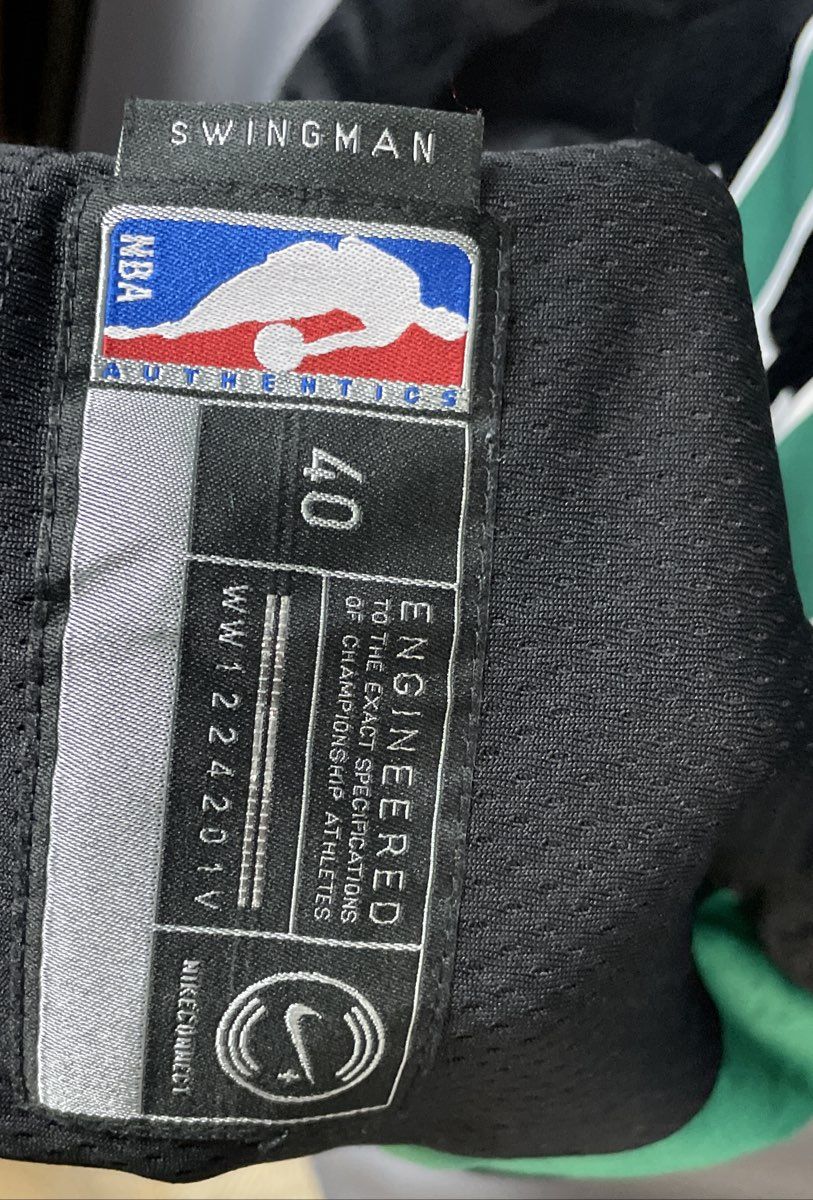 SWINGMAN
NBA
AUTHENTICS
40
ENGINEERED
TO THE EXACT SPECIFICATIONS
OF CHAMPIONSHIP ATHLETES
WW1224201V
NIKECONNECT